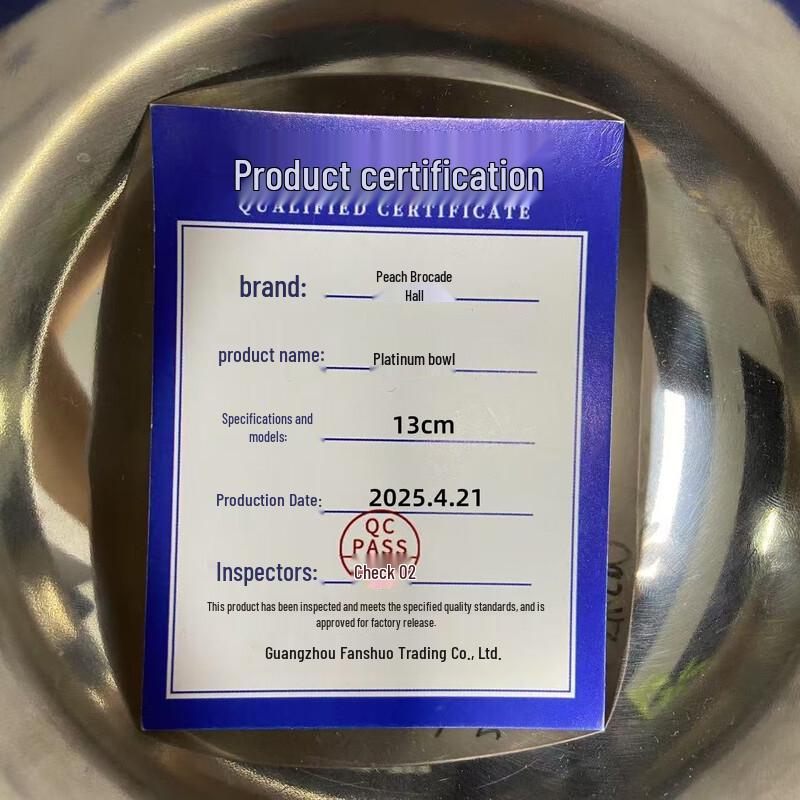 Product certification
QUALIFIED CERTIFICATE
brand: Peach Brocade
Hall
product name: Platinum bowl
Specifications and
models: 13cm
Production Date: 2025.4.21
QC
PASS
Inspectors: Check 02
This product has been inspected and meets the specified quality standards, and is
approved for factory release.
Guangzhou Fanshuo Trading Co., Ltd.